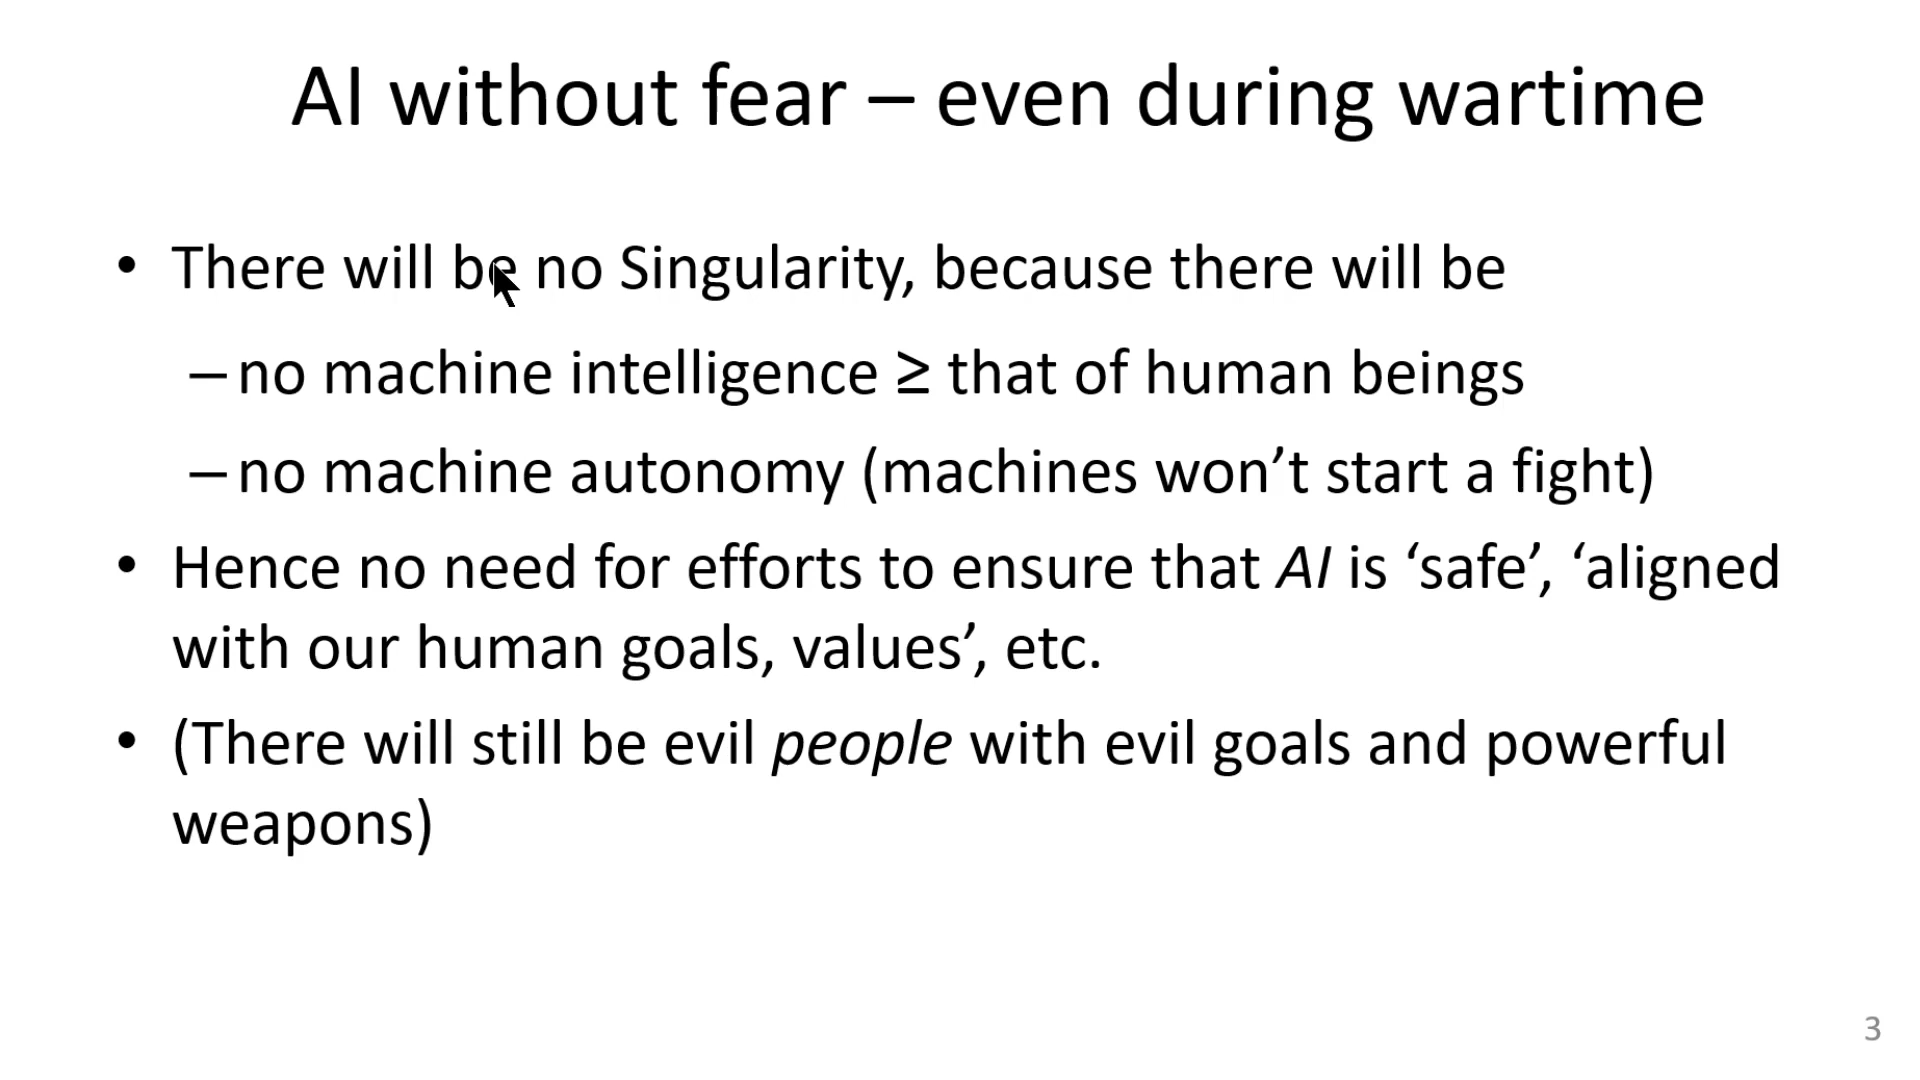 AI without fear – even during wartime
• There will be no Singularity, because there will be
– no machine intelligence ≥ that of human beings
– no machine autonomy (machines won’t start a fight)
• Hence no need for efforts to ensure that AI is ‘safe’, ‘aligned
with our human goals, values’, etc.
• (There will still be evil people with evil goals and powerful
weapons)
3